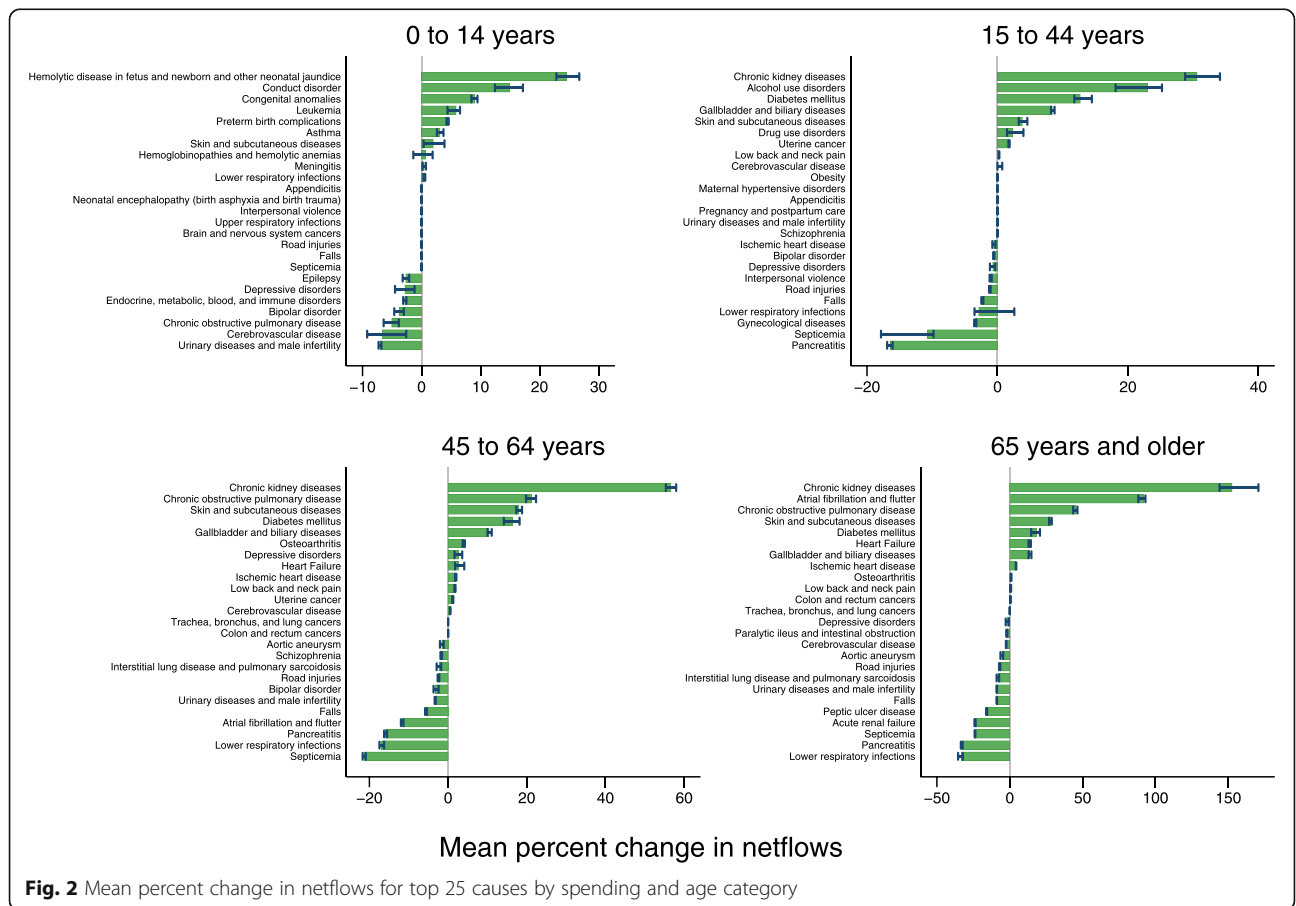 0 to 14 years
Hemolytic disease in fetus and newborn and other neonatal jaundice
Conduct disorder
Congenital anomalies
Leukemia
Preterm birth complications
Asthma
Skin and subcutaneous diseases
Hemoglobinopathies and hemolytic anemias
Meningitis
Lower respiratory infections
Appendicitis
Neonatal encephalopathy (birth asphyxia and birth trauma)
Interpersonal violence
Upper respiratory infections
Brain and nervous system cancers
Road injuries
Falls
Septicemia
Epilepsy
Depressive disorders
Endocrine, metabolic, blood, and immune disorders
Bipolar disorder
Chronic obstructive pulmonary disease
Cerebrovascular disease
Urinary diseases and male infertility
−10 0 10 20 30
15 to 44 years
Chronic kidney diseases
Alcohol use disorders
Diabetes mellitus
Gallbladder and biliary diseases
Skin and subcutaneous diseases
Drug use disorders
Uterine cancer
Low back and neck pain
Cerebrovascular disease
Obesity
Maternal hypertensive disorders
Appendicitis
Pregnancy and postpartum care
Urinary diseases and male infertility
Schizophrenia
Ischemic heart disease
Bipolar disorder
Depressive disorders
Interpersonal violence
Road injuries
Falls
Lower respiratory infections
Gynecological diseases
Septicemia
Pancreatitis
−20 0 20 40
45 to 64 years
Chronic kidney diseases
Chronic obstructive pulmonary disease
Skin and subcutaneous diseases
Diabetes mellitus
Gallbladder and biliary diseases
Osteoarthritis
Depressive disorders
Heart Failure
Ischemic heart disease
Low back and neck pain
Uterine cancer
Cerebrovascular disease
Trachea, bronchus, and lung cancers
Colon and rectum cancers
Aortic aneurysm
Schizophrenia
Interstitial lung disease and pulmonary sarcoidosis
Road injuries
Bipolar disorder
Urinary diseases and male infertility
Falls
Atrial fibrillation and flutter
Pancreatitis
Lower respiratory infections
Septicemia
−20 0 20 40 60
65 years and older
Chronic kidney diseases
Atrial fibrillation and flutter
Chronic obstructive pulmonary disease
Skin and subcutaneous diseases
Diabetes mellitus
Heart Failure
Gallbladder and biliary diseases
Ischemic heart disease
Osteoarthritis
Low back and neck pain
Colon and rectum cancers
Trachea, bronchus, and lung cancers
Depressive disorders
Paralytic ileus and intestinal obstruction
Cerebrovascular disease
Aortic aneurysm
Road injuries
Interstitial lung disease and pulmonary sarcoidosis
Urinary diseases and male infertility
Falls
Peptic ulcer disease
Acute renal failure
Septicemia
Pancreatitis
Lower respiratory infections
−50 0 50 100 150
Mean percent change in netflows
Fig. 2 Mean percent change in netflows for top 25 causes by spending and age category